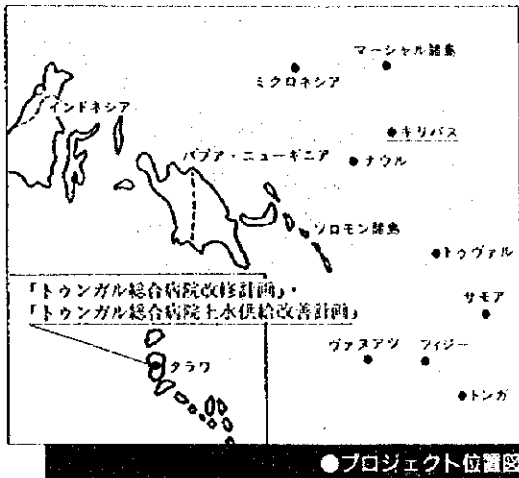 マーシャル諸島
ミクロネシア
インドネシア
キリバス
パプア・ニューギニア
ナウル
ソロモン諸島
トゥヴァル
「トゥンガル総合病院改修計画」・
「トゥンガル総合病院上水供給改善計画」
サモア
ヴァヌアツ
フィジー
タラワ
トンガ
●プロジェクト位置図